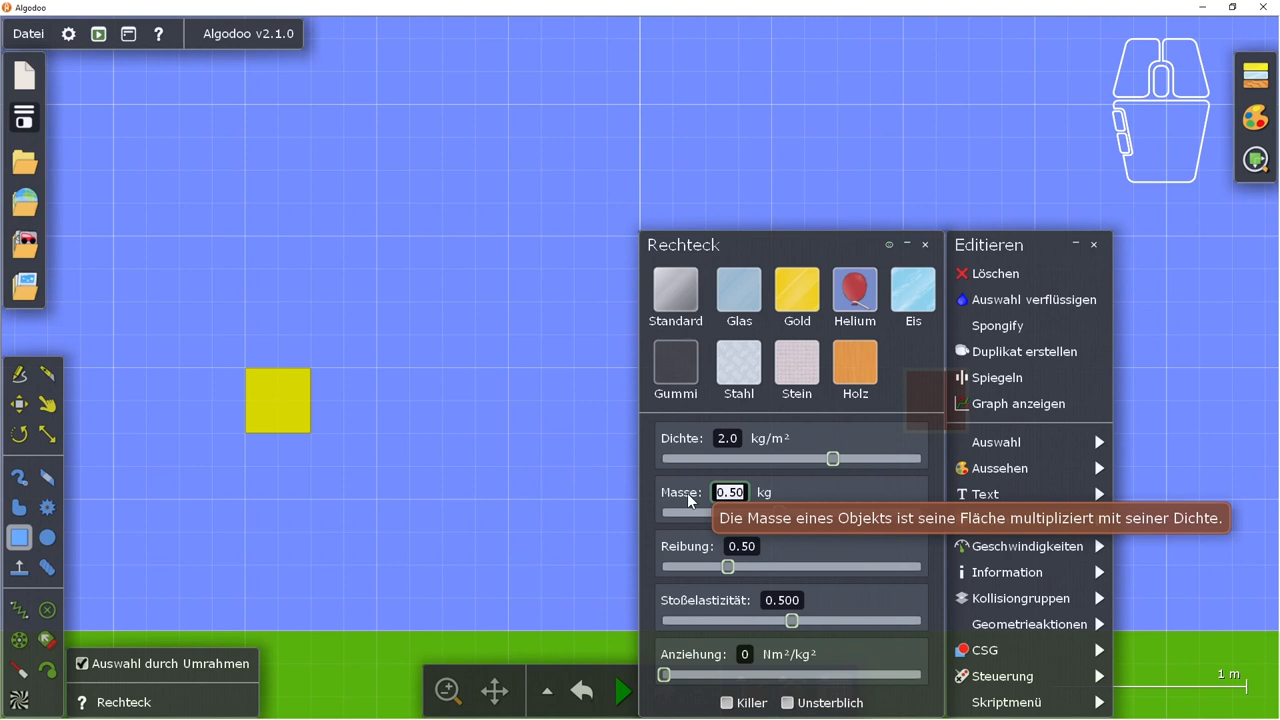 Algodoo
Datei
Algodoo v2.1.0
Rechteck
Standard
Glas
Gold
Helium
Eis
Gummi
Stahl
Stein
Holz
Dichte: 2.0 kg/m²
Masse: 0.50 kg
Die Masse eines Objekts ist seine Fläche multipliziert mit seiner Dichte.
Reibung: 0.50
Stoßelastizität: 0.500
Anziehung: 0 Nm²/kg²
Killer
Unsterblich
Editieren
Löschen
Auswahl verflüssigen
Spongify
Duplikat erstellen
Spiegeln
Graph anzeigen
Auswahl
Aussehen
Text
Geschwindigkeiten
Information
Kollisiongruppen
Geometrieaktionen
CSG
Steuerung
Skriptmenü
Auswahl durch Umrahmen
? Rechteck
1 m